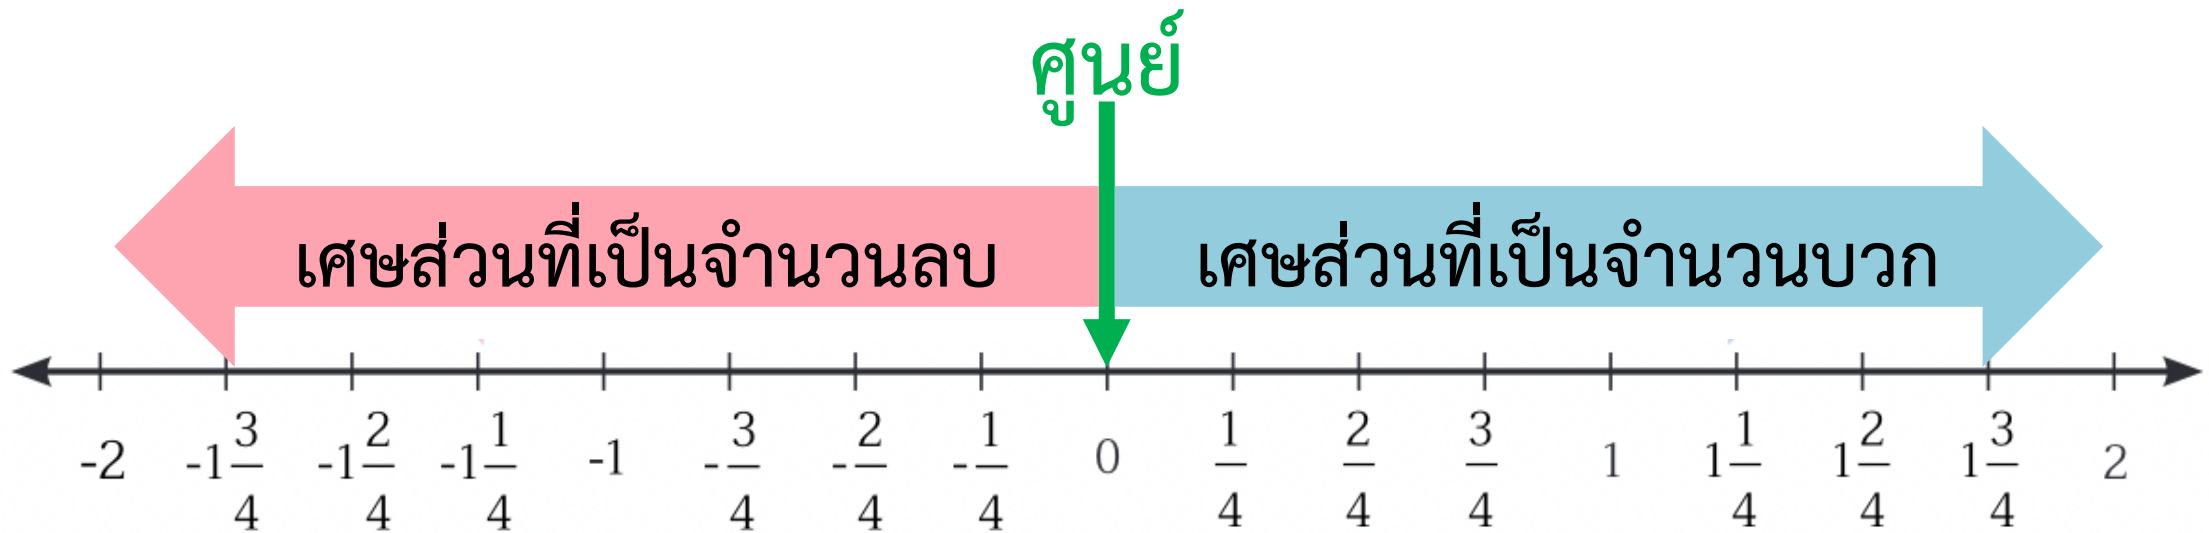 ศูนย์
เศษส่วนที่เป็นจำนวนลบ เศษส่วนที่เป็นจำนวนบวก
-2 -1 3/4 -1 2/4 -1 1/4 -1 -3/4 -2/4 -1/4 0 1/4 2/4 3/4 1 1 1/4 1 2/4 1 3/4 2